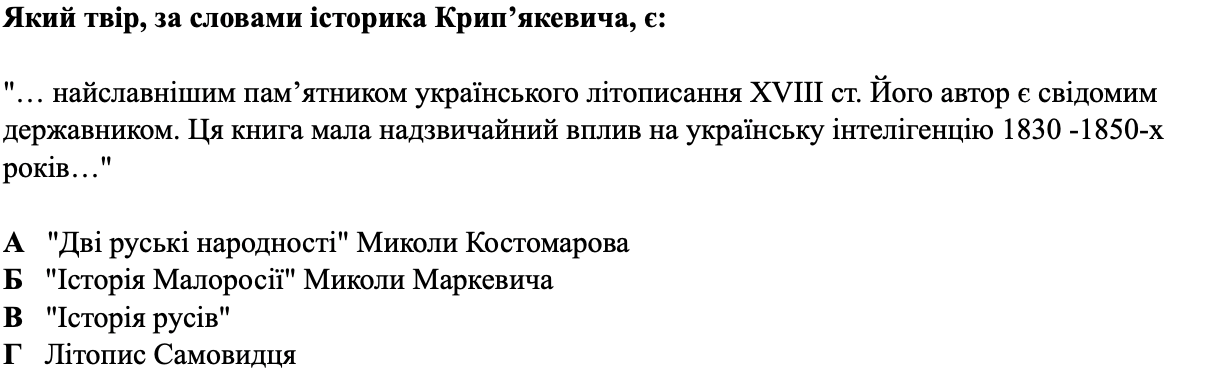 Який твір, за словами історика Крип’якевича, є:
"… найславнішим пам’ятником українського літописання XVIII ст. Його автор є свідомим
державником. Ця книга мала надзвичайний вплив на українську інтелігенцію 1830 -1850-х
років…"
А "Дві руські народності" Миколи Костомарова
Б "Історія Малоросії" Миколи Маркевича
В "Історія русів"
Г Літопис Самовидця